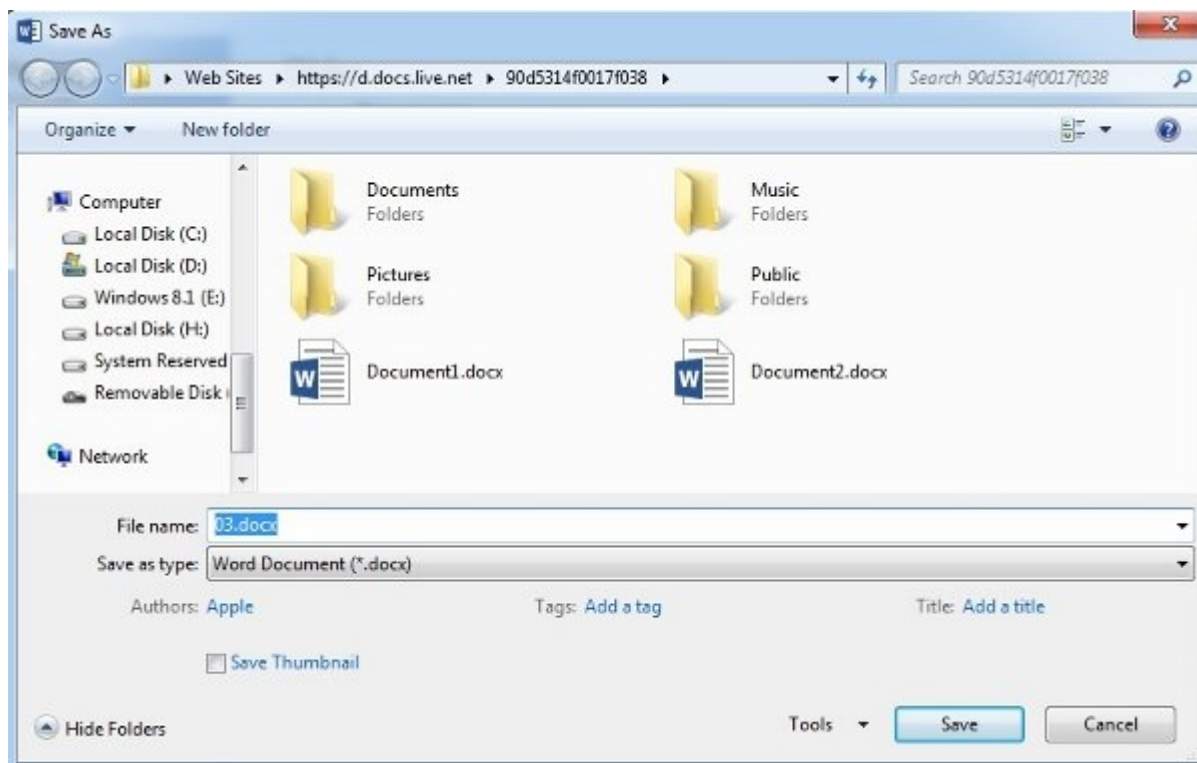 Save As
Web Sites https://d.docs.live.net 90d5314f0017f038
Search 90d5314f0017f038
Organize New folder
Computer
Local Disk (C:)
Local Disk (D:)
Windows 8.1 (E:)
Local Disk (H:)
System Reserved
Removable Disk
Network
Documents
Folders
Music
Folders
Pictures
Folders
Public
Folders
Document1.docx
Document2.docx
File name: 03.docx
Save as type: Word Document (*.docx)
Authors: Apple Tags: Add a tag Title: Add a title
Save Thumbnail
Hide Folders Tools Save Cancel